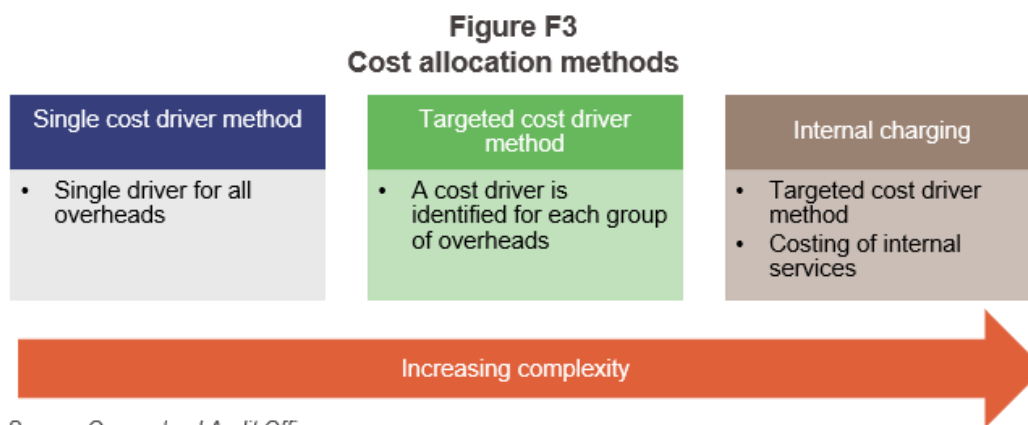 Figure F3
Cost allocation methods
Single cost driver method
• Single driver for all
overheads
Targeted cost driver
method
• A cost driver is
identified for each group
of overheads
Internal charging
• Targeted cost driver
method
• Costing of internal
services
Increasing complexity